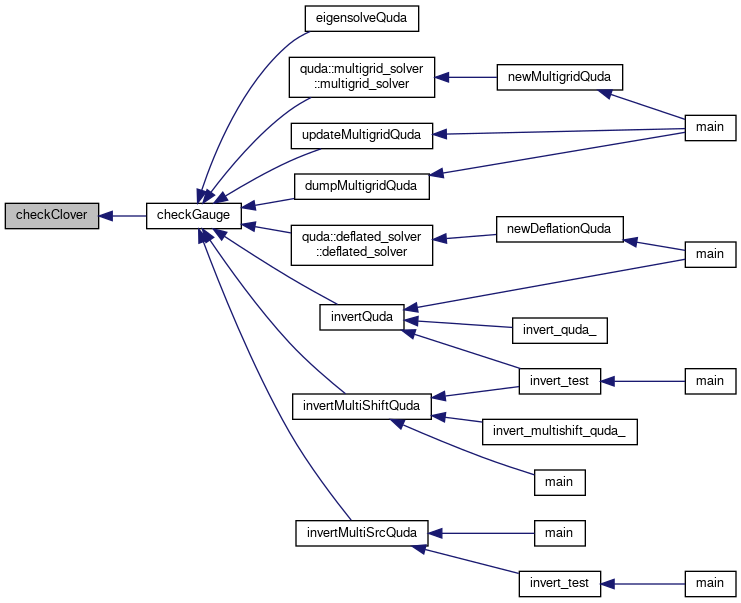 eigensolveQuda
quda::multigrid_solver
::multigrid_solver
newMultigridQuda
main
updateMultigridQuda
dumpMultigridQuda
checkClover
checkGauge
quda::deflated_solver
::deflated_solver
newDeflationQuda
main
invertQuda
invert_quda_
invert_test
main
invertMultiShiftQuda
invert_multishift_quda_
main
invertMultiSrcQuda
main
invert_test
main